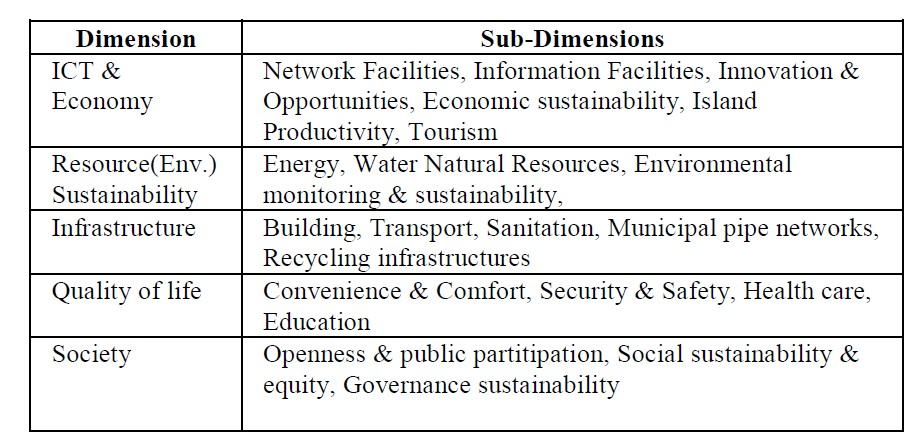 Dimension Sub-Dimensions
ICT & Economy Network Facilities, Information Facilities, Innovation &
Opportunities, Economic sustainability, Island
Productivity, Tourism
Resource(Env.) Energy, Water Natural Resources, Environmental
Sustainability monitoring & sustainability,
Infrastructure Building, Transport, Sanitation, Municipal pipe networks,
Recycling infrastructures
Quality of life Convenience & Comfort, Security & Safety, Health care,
Education
Society Openness & public partitipation, Social sustainability &
equity, Governance sustainability